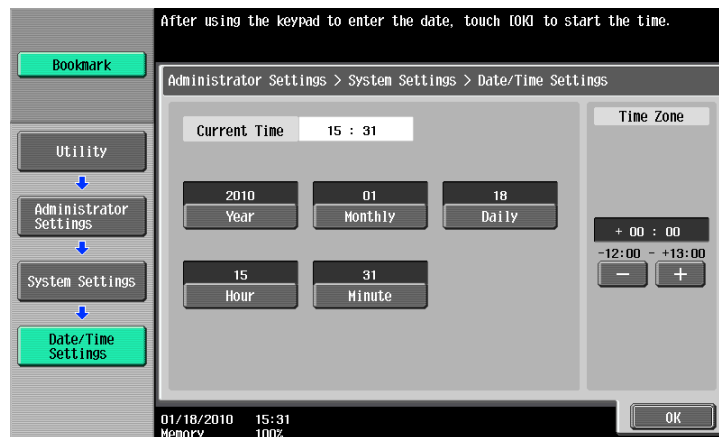 After using the keypad to enter the date, touch [OK] to start the time.
Bookmark
Administrator Settings > System Settings > Date/Time Settings
Current Time 15 : 31
Time Zone
Utility
2010 01 18
Year Monthly Daily
Administrator
Settings
+ 00 : 00
-12:00 - +13:00
− +
System Settings
15 31
Hour Minute
Date/Time
Settings
01/18/2010 15:31
Memory 100%
OK